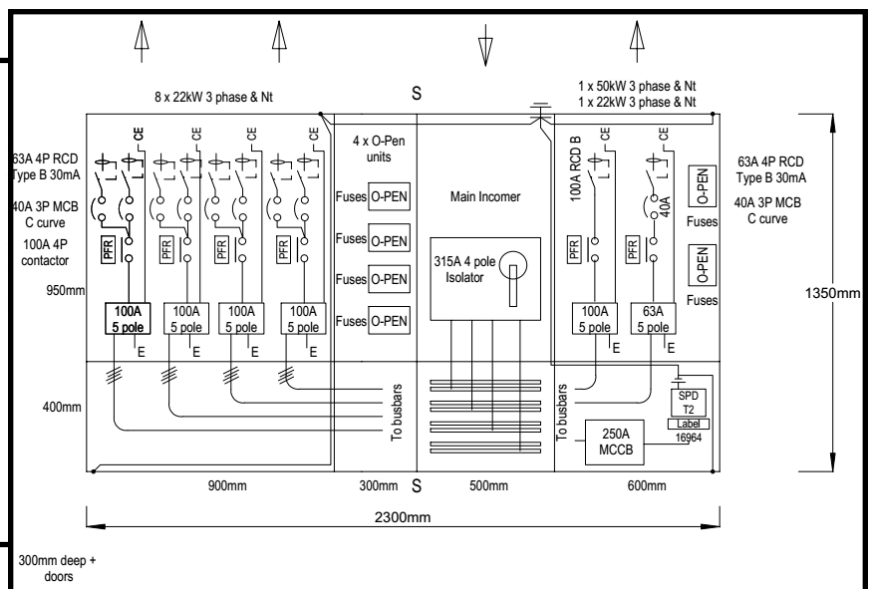 8 x 22kW 3 phase & Nt
S
1 x 50kW 3 phase & Nt
1 x 22kW 3 phase & Nt
63A 4P RCD
Type B 30mA
40A 3P MCB
C curve
100A 4P
contactor
950mm
400mm
CE
CE
CE
CE
PFR
PFR
PFR
PFR
100A
5 pole
100A
5 pole
100A
5 pole
100A
5 pole
E
E
E
E
4 x O-Pen
units
Fuses O-PEN
Fuses O-PEN
Fuses O-PEN
Fuses O-PEN
To busbars
Main Incomer
315A 4 pole
Isolator
CE
CE
100A RCD B
40A
PFR
PFR
100A
5 pole
63A
5 pole
E
E
O-PEN
Fuses
O-PEN
Fuses
63A 4P RCD
Type B 30mA
40A 3P MCB
C curve
1350mm
To busbars
250A
MCCB
SPD
T2
Label
16964
900mm
300mm
S
500mm
600mm
2300mm
300mm deep +
doors